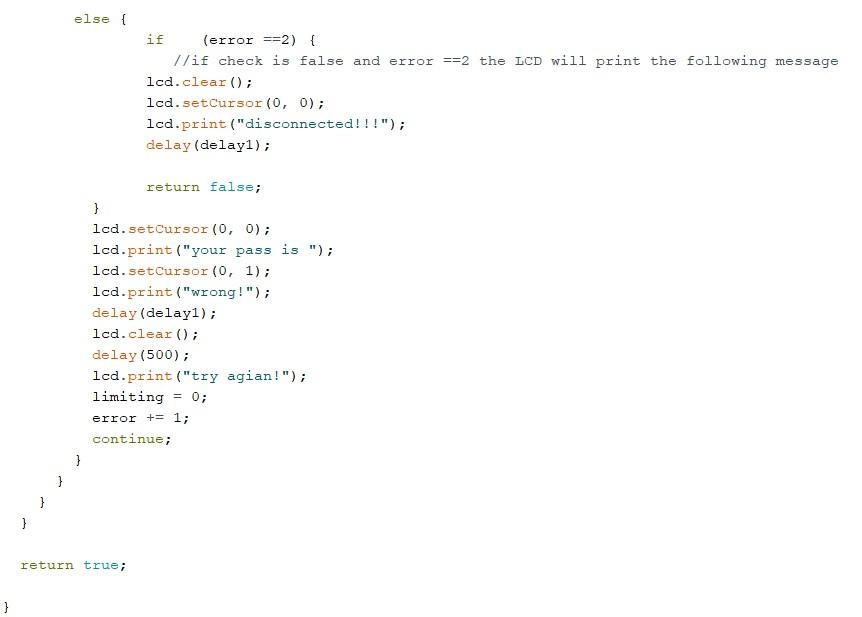 else {
if (error ==2) {
//if check is false and error ==2 the LCD will print the following message
lcd.clear();
lcd.setCursor(0, 0);
lcd.print("disconnected!!!");
delay(delay1);
return false;
}
lcd.setCursor(0, 0);
lcd.print("your pass is ");
lcd.setCursor(0, 1);
lcd.print("wrong!");
delay(delay1);
lcd.clear();
delay(500);
lcd.print("try agian!");
limiting = 0;
error += 1;
continue;
}
}
}
}
return true;
}